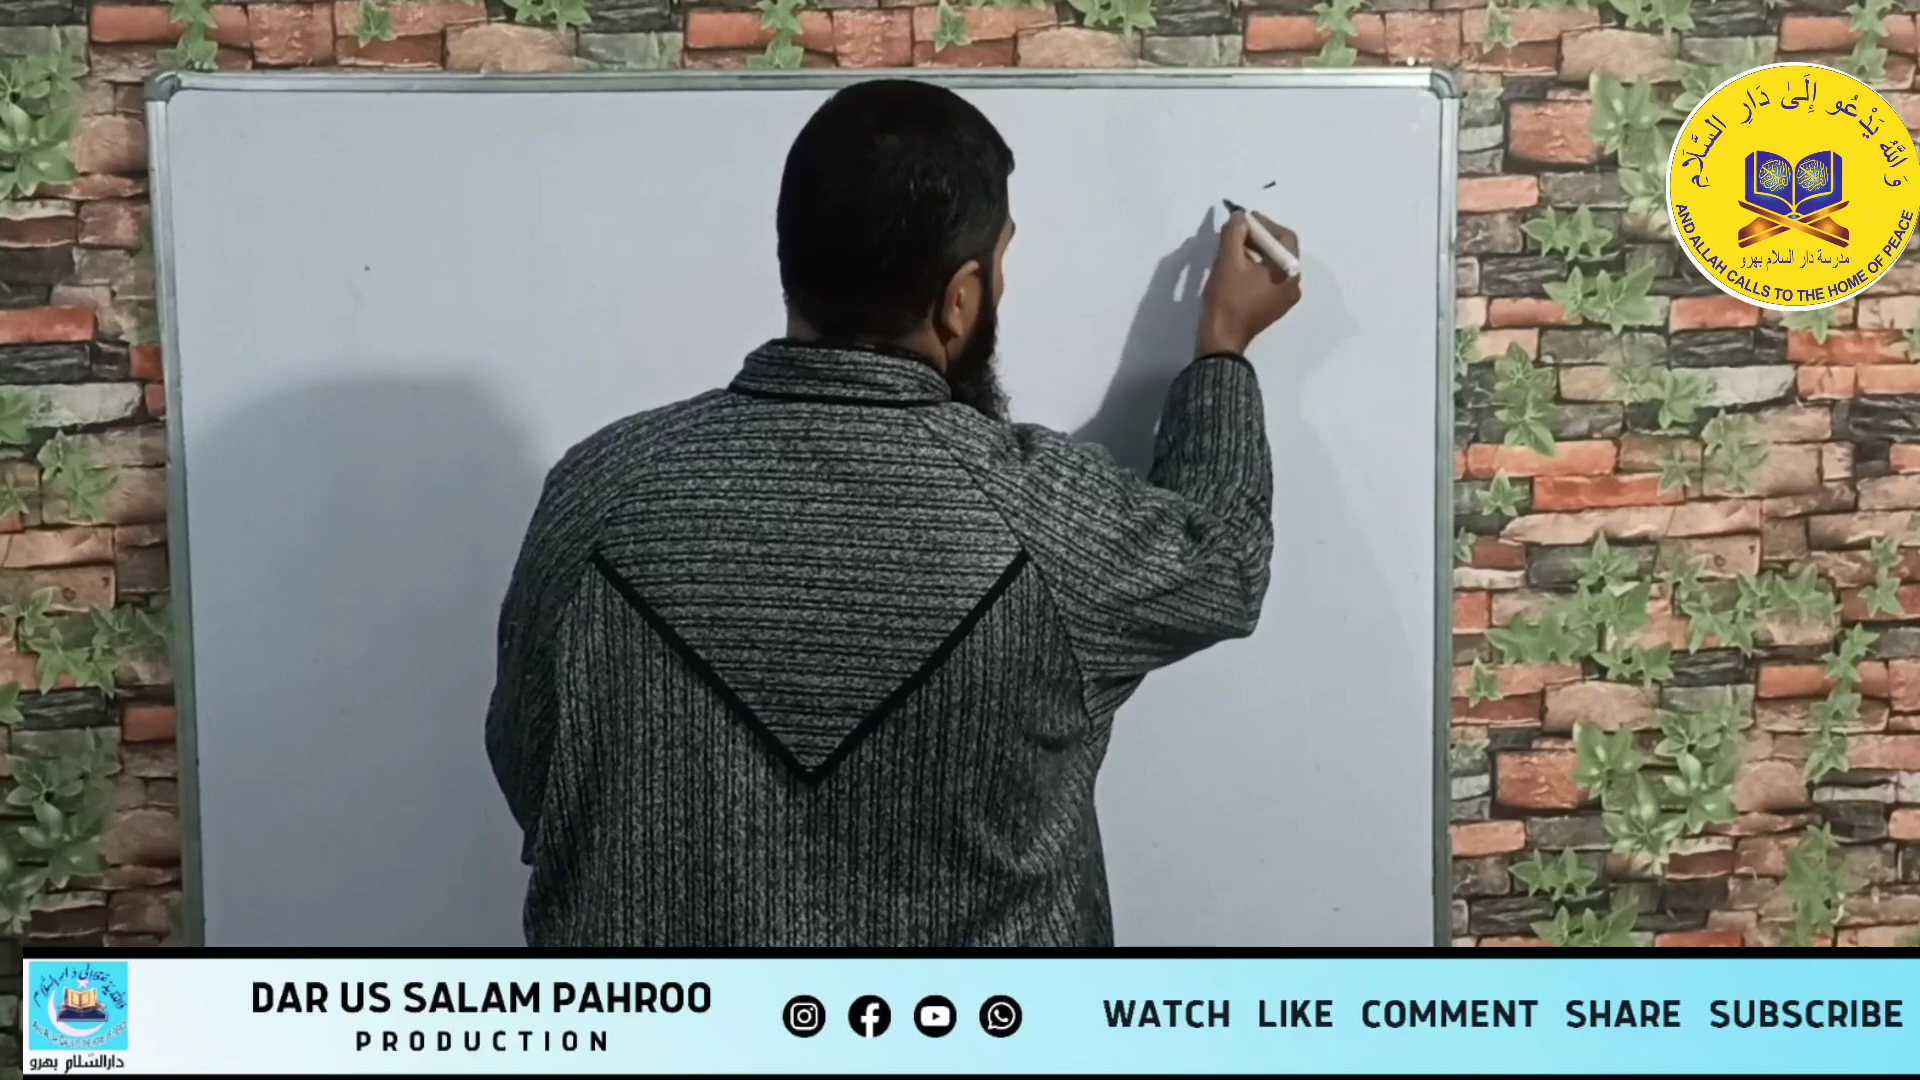 وَاللّٰهُ يَدْعُو إِلَىٰ دَارِ السَّلَامِ
مدرسة دار السلام بهرو
AND ALLAH CALLS TO THE HOME OF PEACE
DAR US SALAM PAHROO
PRODUCTION
WATCH LIKE COMMENT SHARE SUBSCRIBE
دارالسّلام بهرو